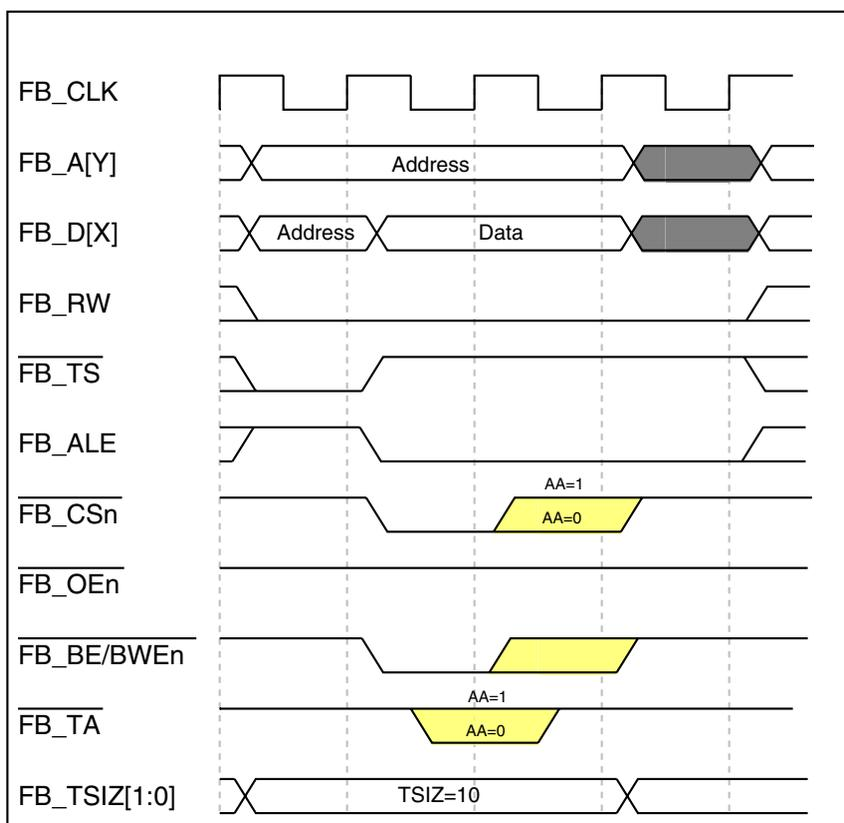 FB_CLK
FB_A[Y]
Address
FB_D[X]
Address
Data
FB_RW
FB_TS
FB_ALE
AA=1
FB_CSn
AA=0
FB_OEn
FB_BE/BWEn
AA=1
FB_TA
AA=0
FB_TSIZ[1:0]
TSIZ=10